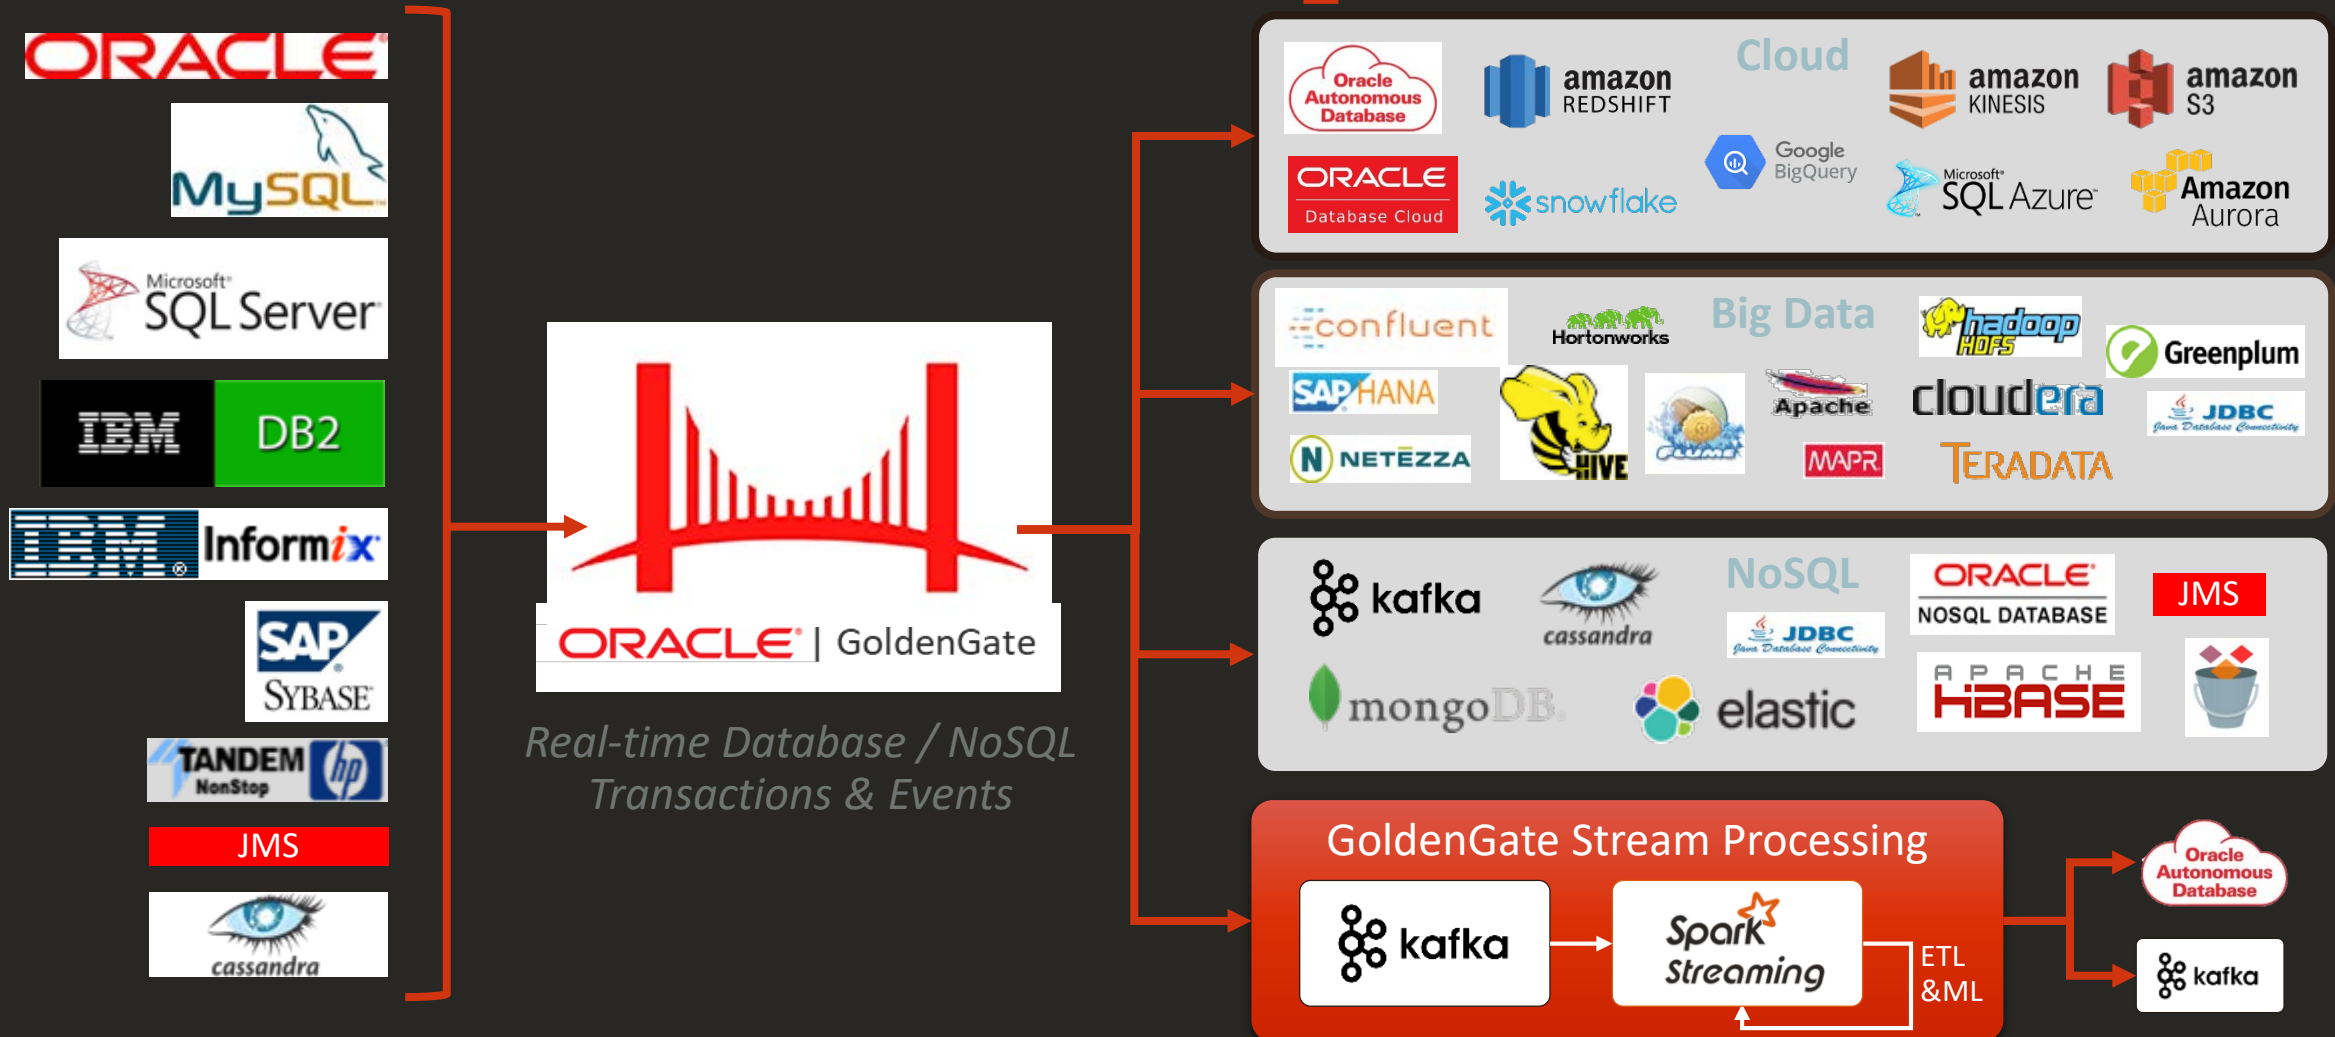 ORACLE
MySQL
Microsoft
SQL Server
IBM DB2
IBM Informix
SAP
SYBASE
TANDEM
NonStop
hp
JMS
cassandra
ORACLE | GoldenGate
Real-time Database / NoSQL
Transactions & Events
Cloud
Oracle
Autonomous
Database
amazon
REDSHIFT
amazon
KINESIS
amazon
S3
ORACLE
Database Cloud
snowflake
Google
BigQuery
Microsoft
SQL Azure
Amazon
Aurora
Big Data
confluent
Hortonworks
hadoop
HDFS
Greenplum
SAP HANA
HIVE
FLUME
Apache
cloudera
JDBC
Java Database Connectivity
N NETEZZA
MAPR
TERADATA
NoSQL
kafka
cassandra
JDBC
Java Database Connectivity
ORACLE
NOSQL DATABASE
JMS
mongoDB
elastic
APACHE
HBASE
GoldenGate Stream Processing
kafka
Spark
Streaming
ETL
&ML
Oracle
Autonomous
Database
kafka